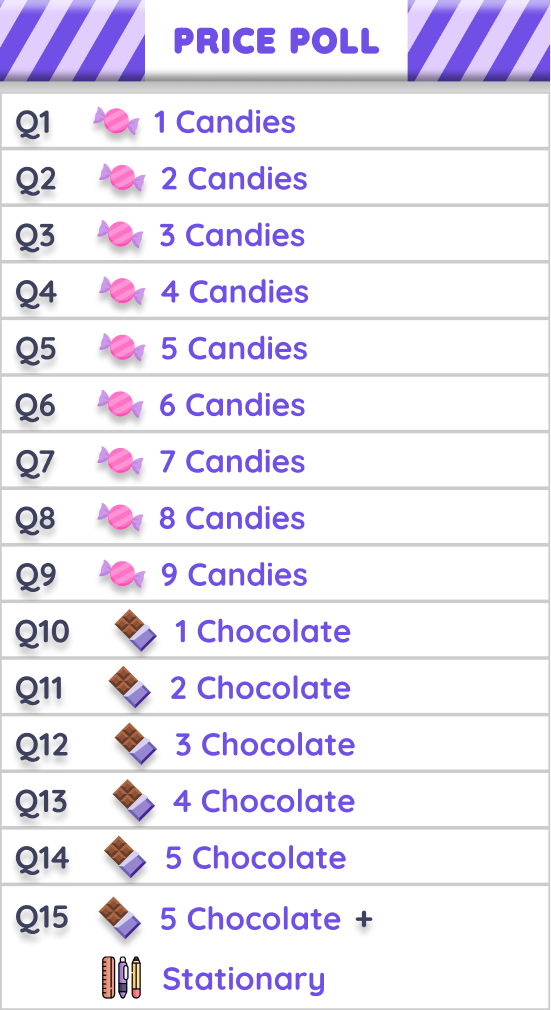 PRICE POLL
Q1 1 Candies
Q2 2 Candies
Q3 3 Candies
Q4 4 Candies
Q5 5 Candies
Q6 6 Candies
Q7 7 Candies
Q8 8 Candies
Q9 9 Candies
Q10 1 Chocolate
Q11 2 Chocolate
Q12 3 Chocolate
Q13 4 Chocolate
Q14 5 Chocolate
Q15 5 Chocolate +
Stationary